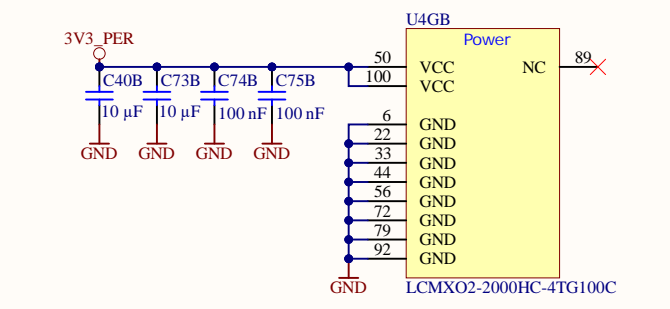 U4GB
3V3_PER
Power
C40B C73B C74B C75B
50 VCC NC 89
100 VCC
10 µF 10 µF 100 nF 100 nF
6 GND
22 GND
GND GND GND GND
33 GND
44 GND
56 GND
72 GND
79 GND
92 GND
GND
LCMXO2-2000HC-4TG100C